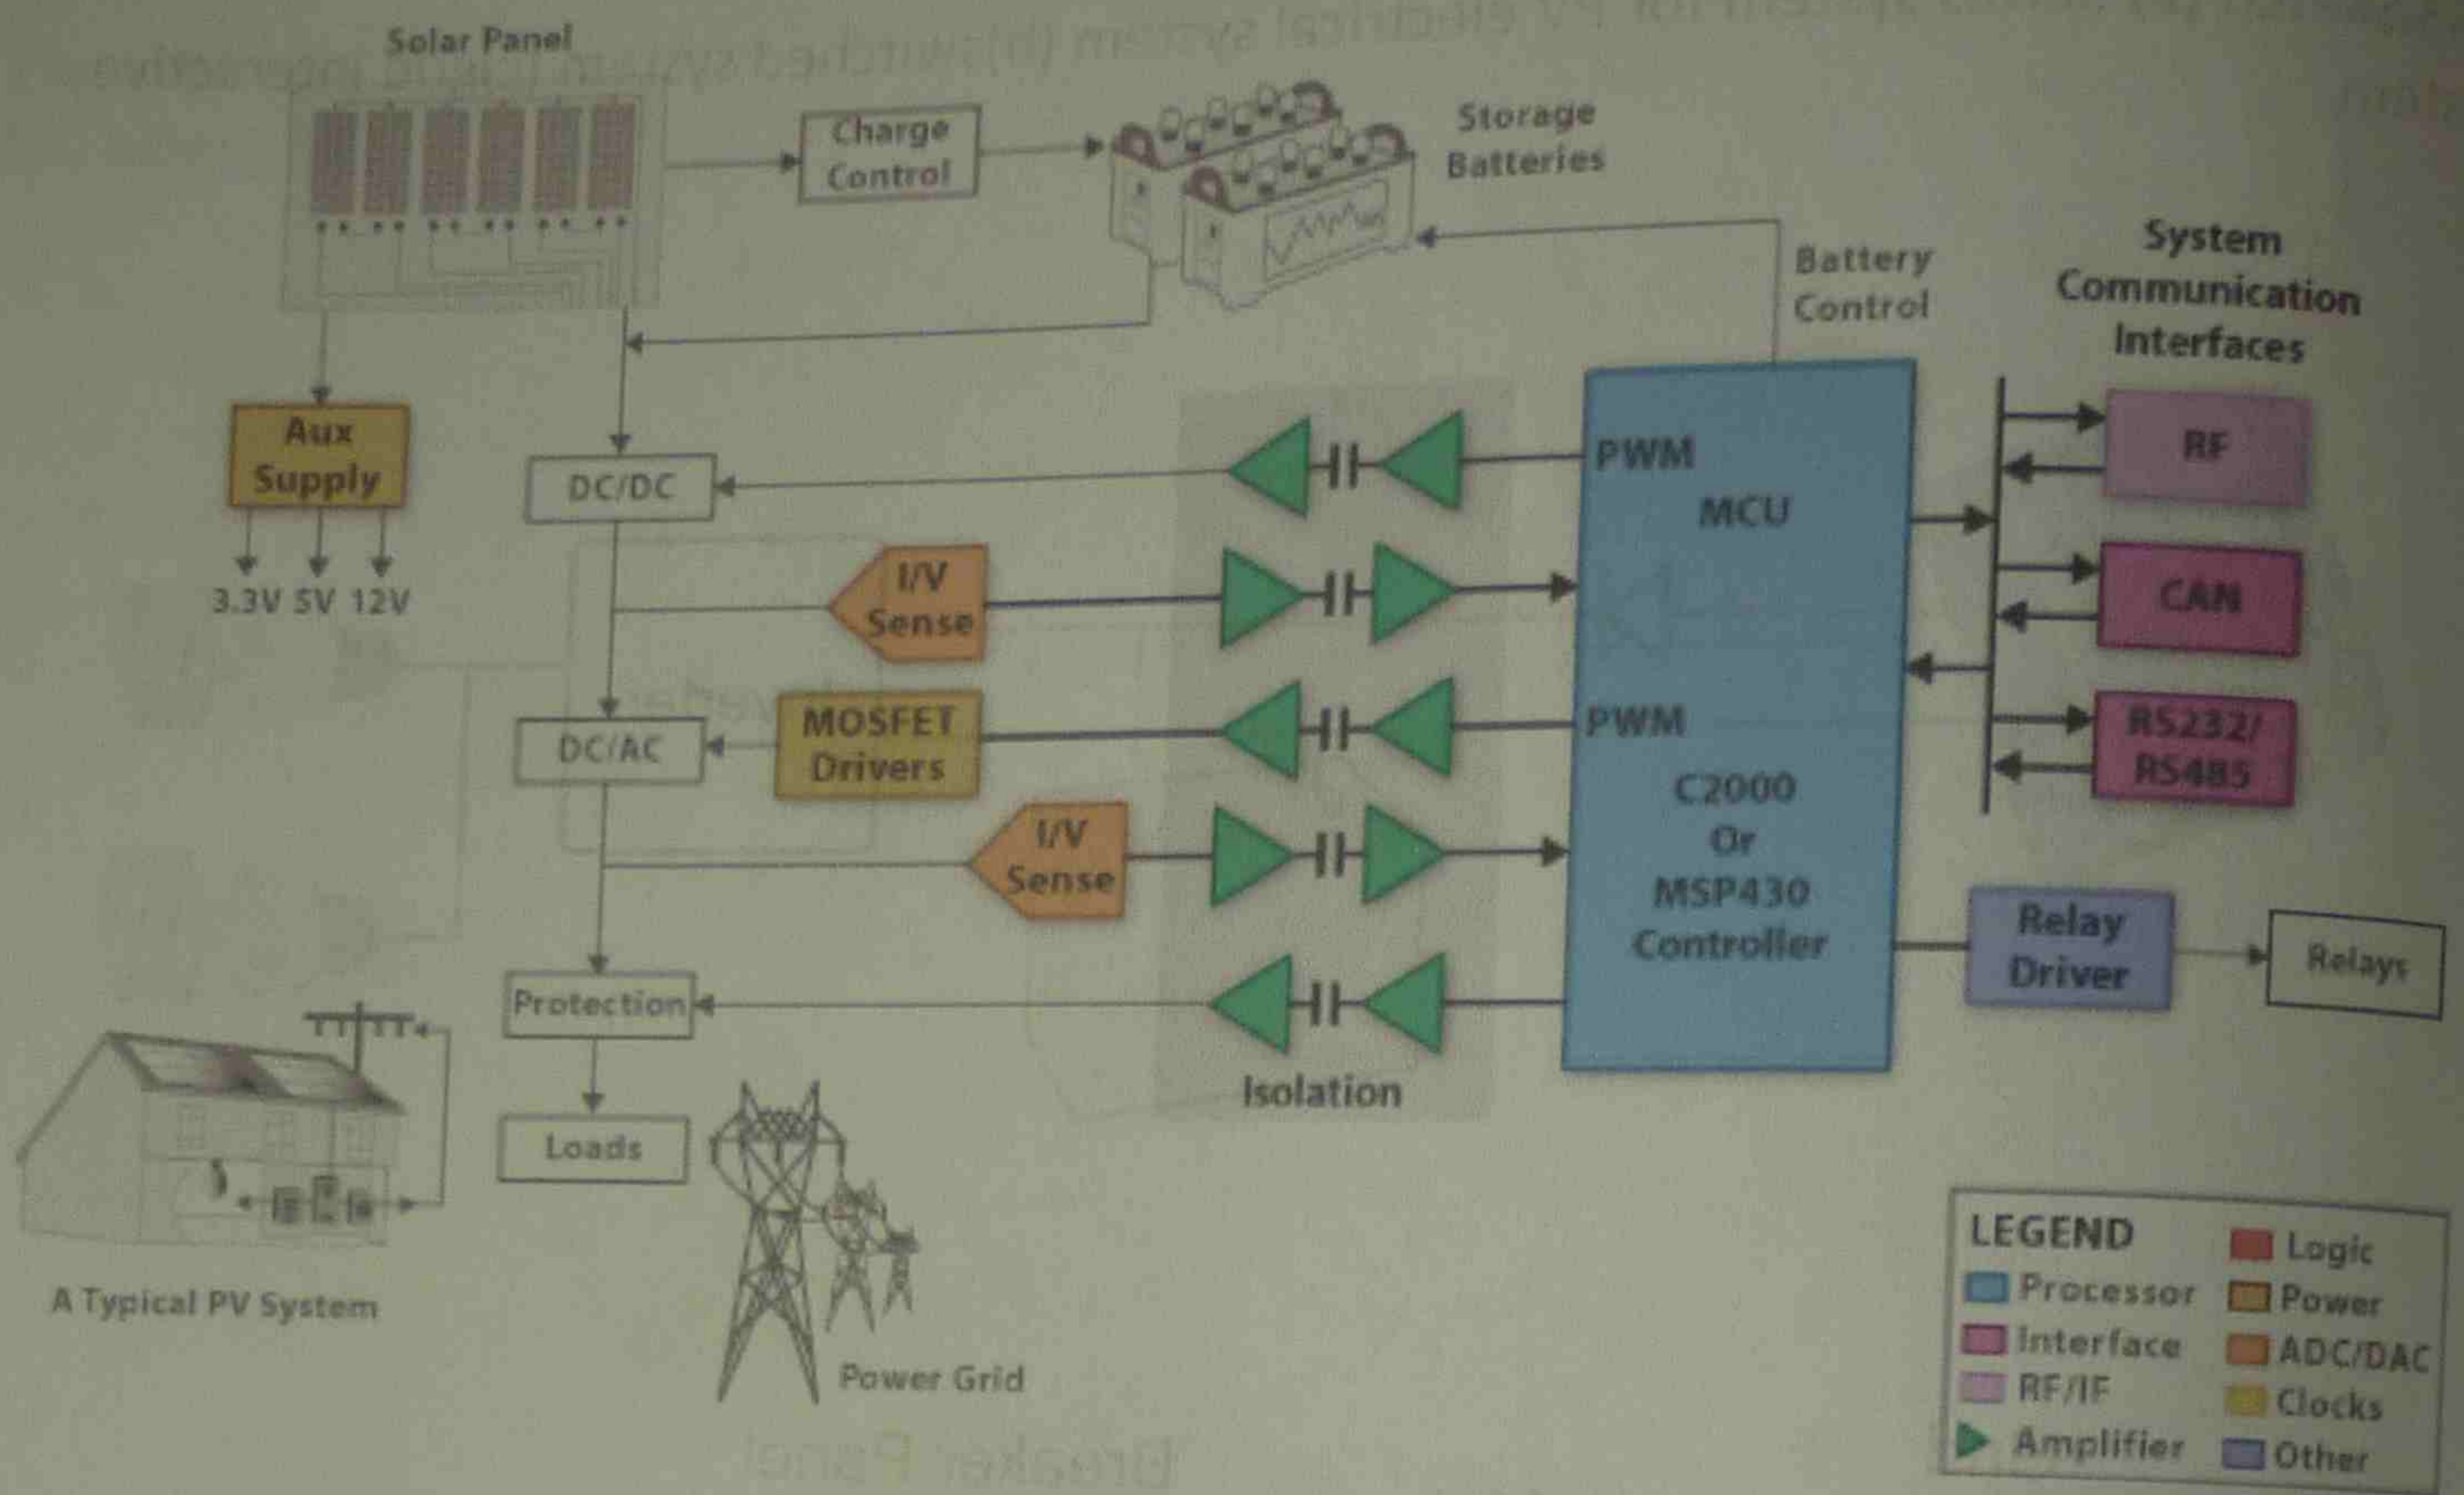 Solar Panel
Charge
Control
Storage
Batteries
Battery
Control
System
Communication
Interfaces
Aux
Supply
3.3V 5V 12V
DC/DC
PWM
MCU
RF
I/V
Sense
CAN
MOSFET
Drivers
DC/AC
PWM
RS232/
RS485
I/V
Sense
C2000
Or
MSP430
Controller
Relay
Driver
Relays
Protection
Isolation
Loads
A Typical PV System
Power Grid
LEGEND
Processor
Interface
RF/IF
Amplifier
Logic
Power
ADC/DAC
Clocks
Other